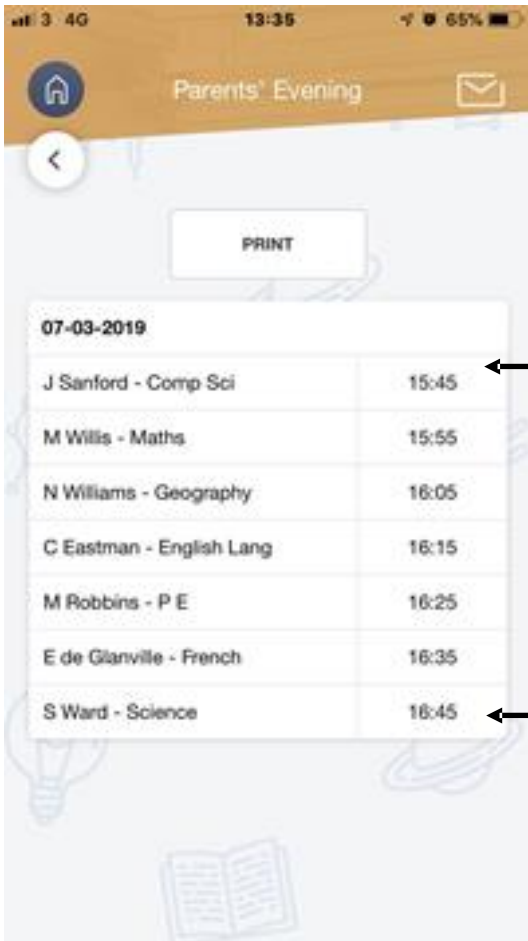 3 4G 13:35 65%
Parents' Evening
PRINT
07-03-2019
J Sanford - Comp Sci 15:45
M Willis - Maths 15:55
N Williams - Geography 16:05
C Eastman - English Lang 16:15
M Robbins - P E 16:25
E de Glanville - French 16:35
S Ward - Science 16:45